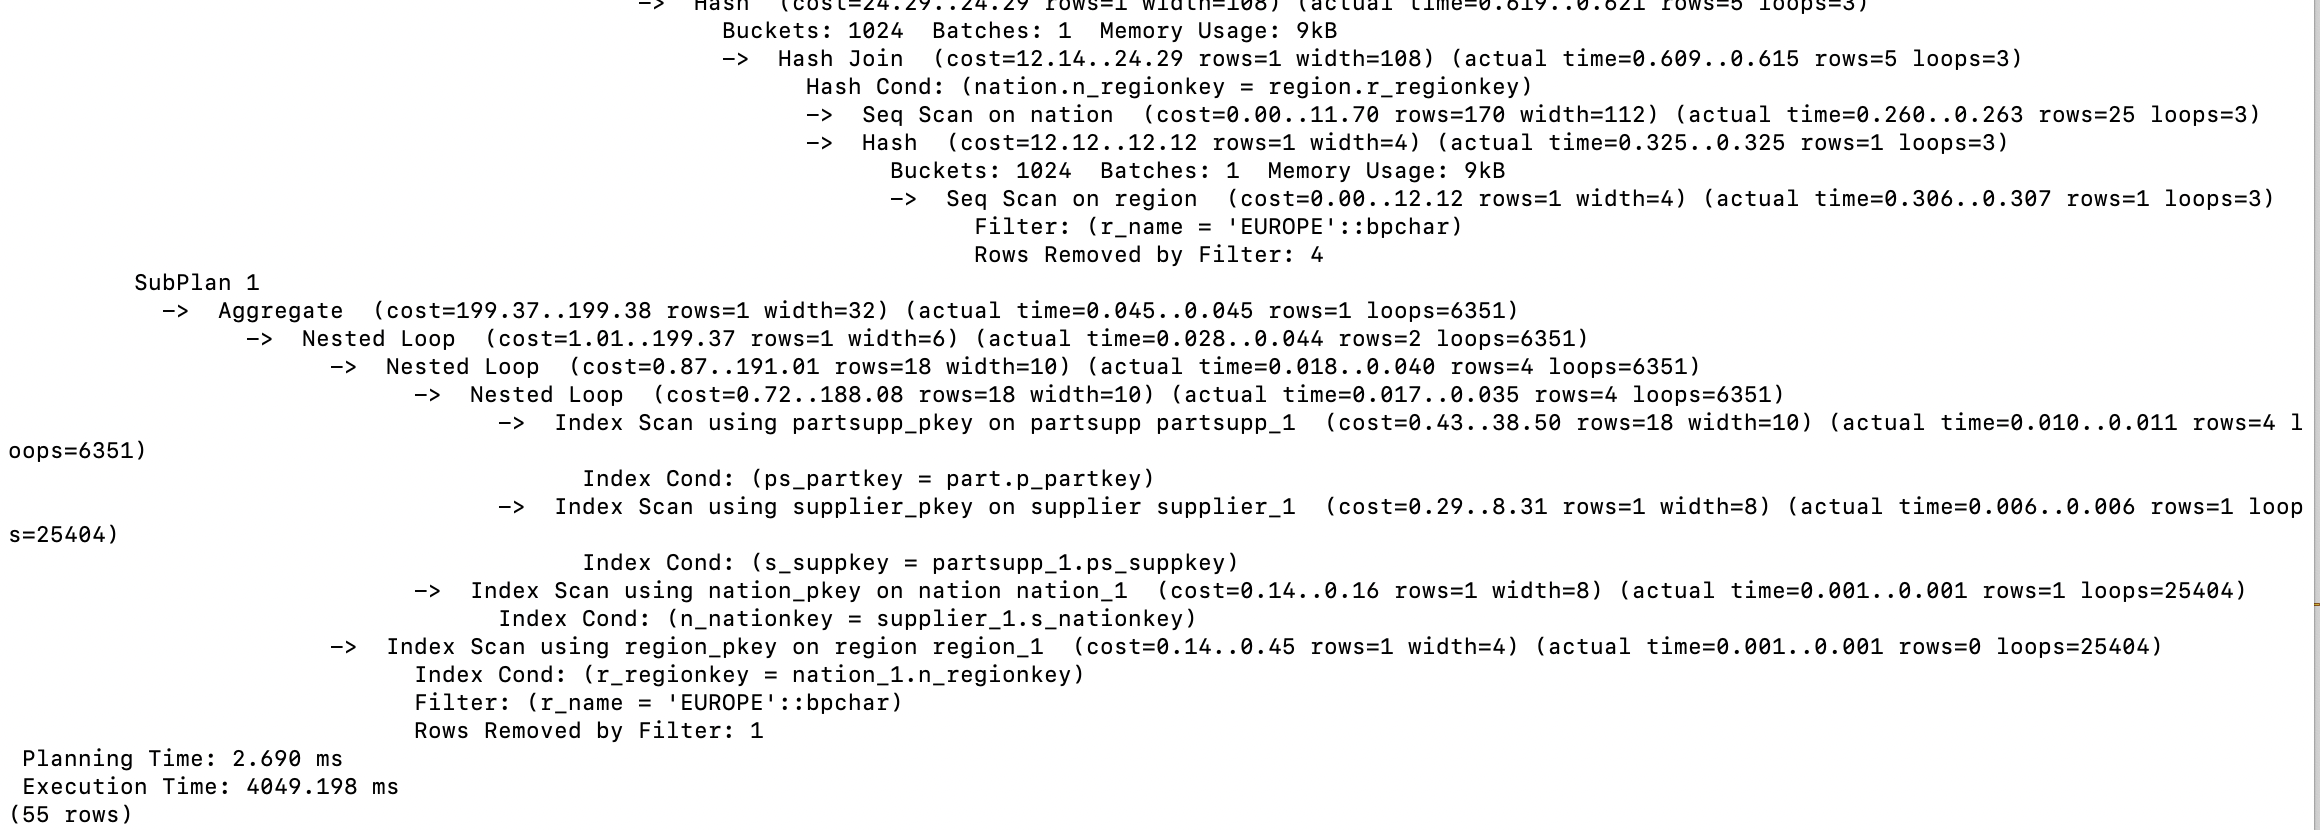 -> Hash (cost=24.29..24.29 rows=1 width=108) (actual time=0.619..0.621 rows=5 loops=3)
Buckets: 1024 Batches: 1 Memory Usage: 9kB
-> Hash Join (cost=12.14..24.29 rows=1 width=108) (actual time=0.609..0.615 rows=5 loops=3)
Hash Cond: (nation.n_regionkey = region.r_regionkey)
-> Seq Scan on nation (cost=0.00..11.70 rows=170 width=112) (actual time=0.260..0.263 rows=25 loops=3)
-> Hash (cost=12.12..12.12 rows=1 width=4) (actual time=0.325..0.325 rows=1 loops=3)
Buckets: 1024 Batches: 1 Memory Usage: 9kB
-> Seq Scan on region (cost=0.00..12.12 rows=1 width=4) (actual time=0.306..0.307 rows=1 loops=3)
Filter: (r_name = 'EUROPE'::bpchar)
Rows Removed by Filter: 4
SubPlan 1
-> Aggregate (cost=199.37..199.38 rows=1 width=32) (actual time=0.045..0.045 rows=1 loops=6351)
-> Nested Loop (cost=1.01..199.37 rows=1 width=6) (actual time=0.028..0.044 rows=2 loops=6351)
-> Nested Loop (cost=0.87..191.01 rows=18 width=10) (actual time=0.018..0.040 rows=4 loops=6351)
-> Nested Loop (cost=0.72..188.08 rows=18 width=10) (actual time=0.017..0.035 rows=4 loops=6351)
-> Index Scan using partsupp_pkey on partsupp partsupp_1 (cost=0.43..38.50 rows=18 width=10) (actual time=0.010..0.011 rows=4 l
oops=6351)
Index Cond: (ps_partkey = part.p_partkey)
-> Index Scan using supplier_pkey on supplier supplier_1 (cost=0.29..8.31 rows=1 width=8) (actual time=0.006..0.006 rows=1 loop
s=25404)
Index Cond: (s_suppkey = partsupp_1.ps_suppkey)
-> Index Scan using nation_pkey on nation nation_1 (cost=0.14..0.16 rows=1 width=8) (actual time=0.001..0.001 rows=1 loops=25404)
Index Cond: (n_nationkey = supplier_1.s_nationkey)
-> Index Scan using region_pkey on region region_1 (cost=0.14..0.45 rows=1 width=4) (actual time=0.001..0.001 rows=0 loops=25404)
Index Cond: (r_regionkey = nation_1.n_regionkey)
Filter: (r_name = 'EUROPE'::bpchar)
Rows Removed by Filter: 1
Planning Time: 2.690 ms
Execution Time: 4049.198 ms
(55 rows)